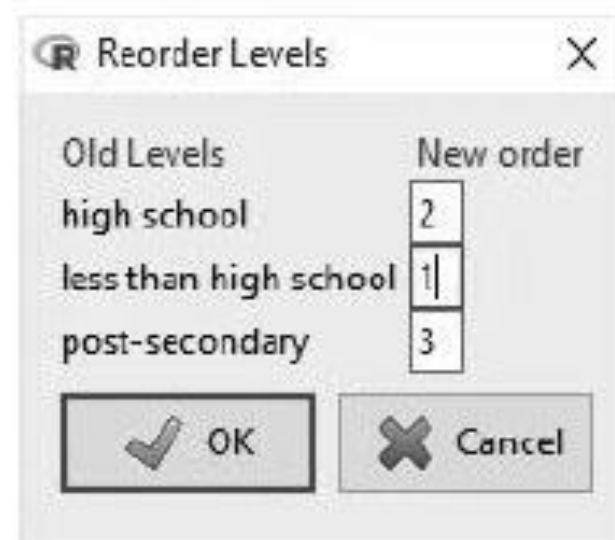 R Reorder Levels
Old Levels New order
high school 2
less than high school 1
post-secondary 3
OK Cancel